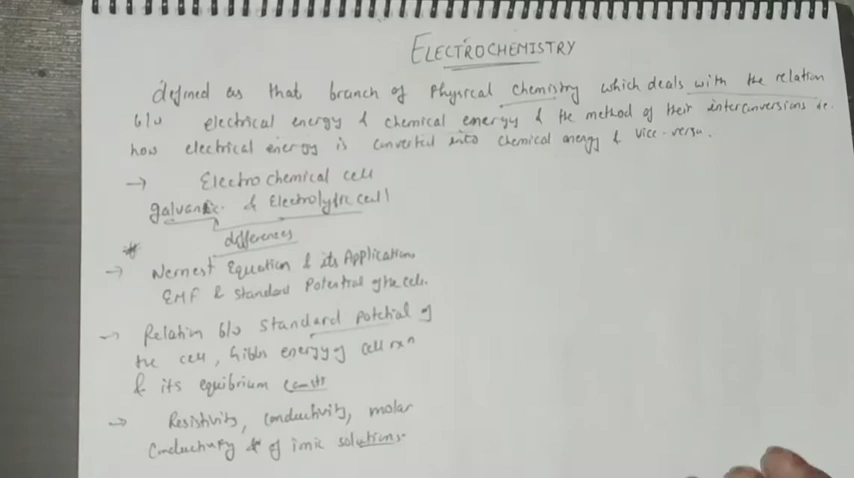 ELECTROCHEMISTRY
defined as that branch of Physical chemistry which deals with the relation
b/w electrical energy & chemical energy & the method of their interconversions i.e.
how electrical energy is converted into chemical energy & vice-versa.
→ Electrochemical cell
galvanic & Electrolytic cell
differences
* → Nernest Equation & its Application
EMF & standard Potential of the cell.
→ Relation b/w standard potential of
the cell, Gibbs energy of cell rxn
& its equibrium const
→ Resistivity, conductivity, molar
conductivity of ionic solutions.